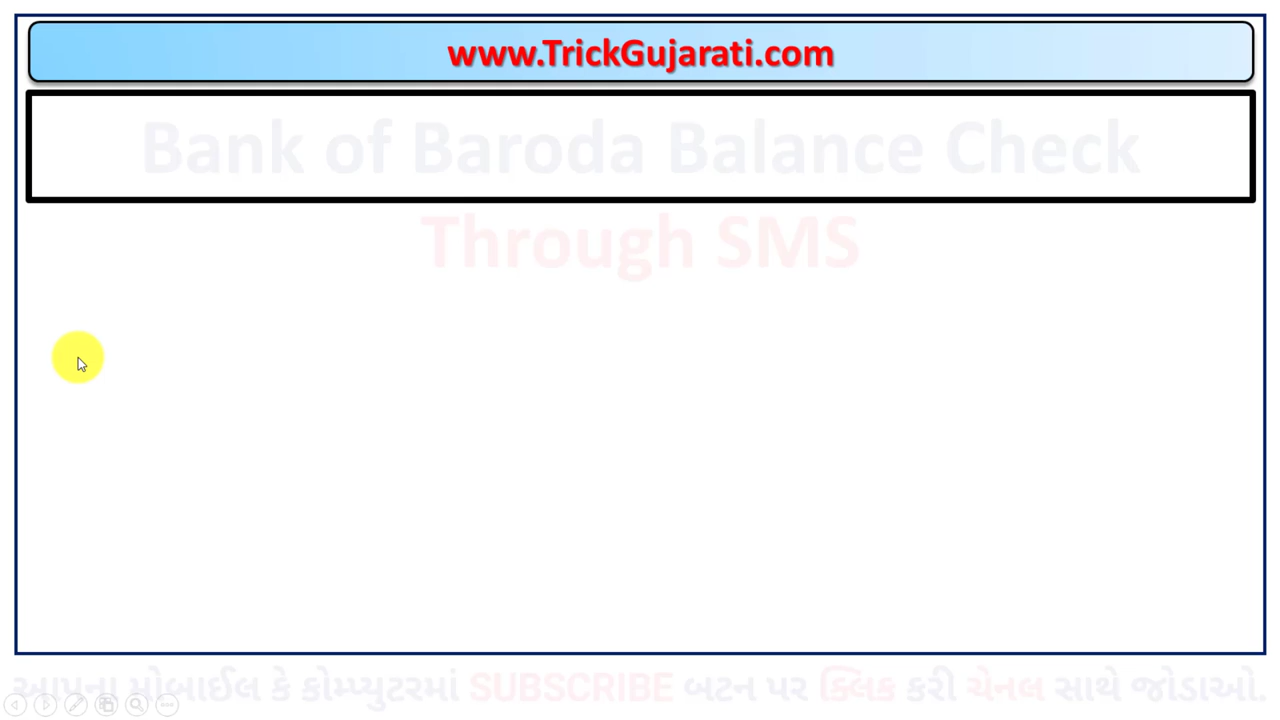 www.TrickGujarati.com
Bank of Baroda Balance Check
Through SMS
આપના મોબાઈલ કે કોમ્પ્યુટરમાં SUBSCRIBE બટન પર ક્લિક કરી ચેનલ સાથે જોડાઓ.